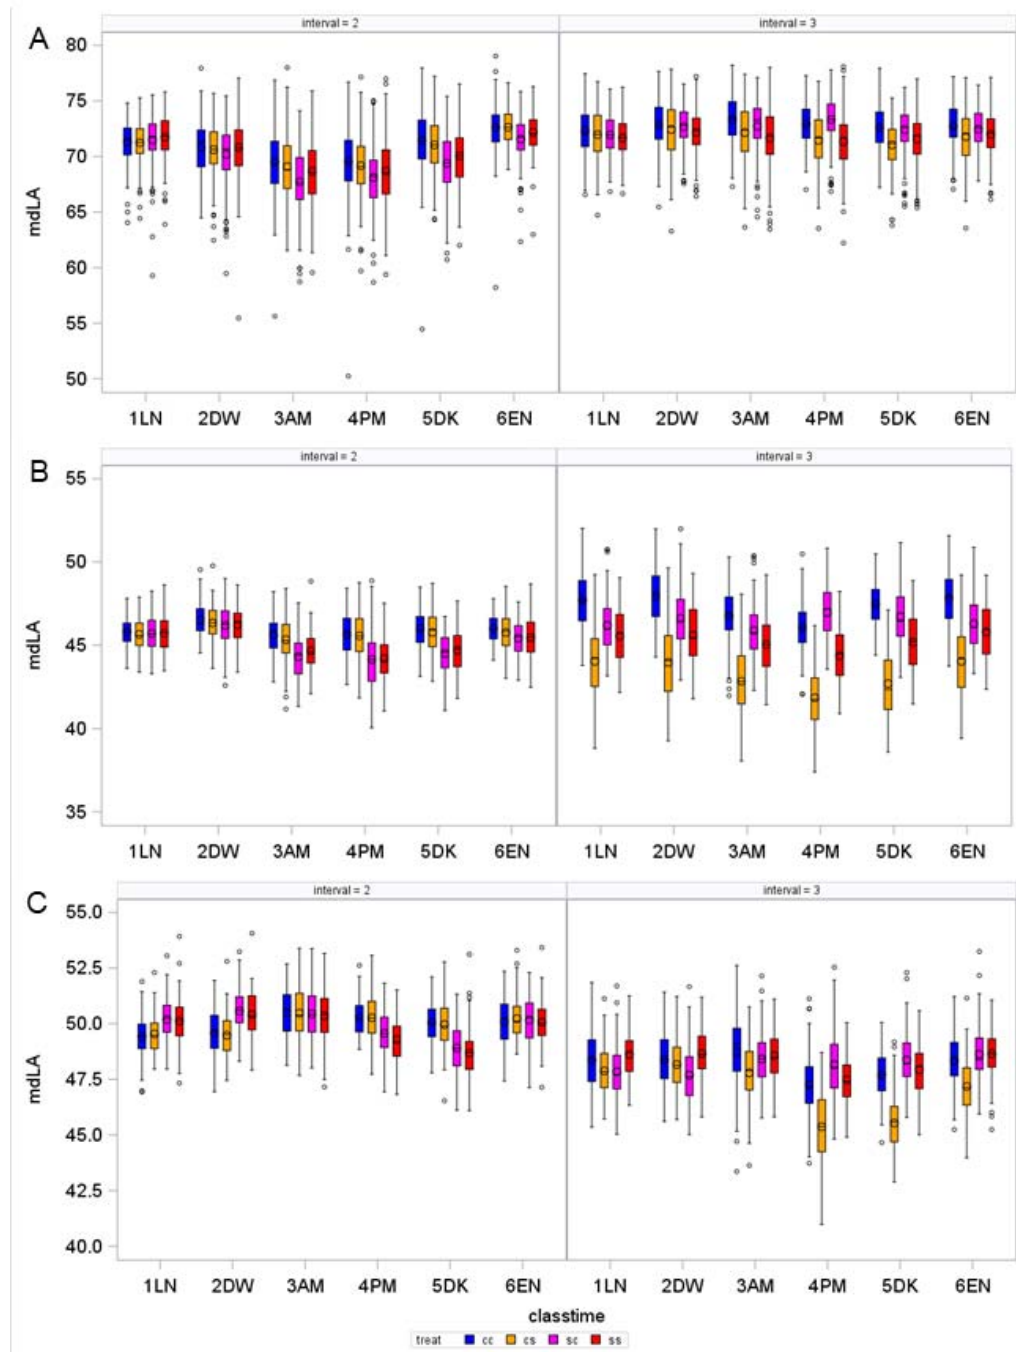 A
interval = 2 interval = 3
80
75
70
65
60
55
50
mdLA
1LN 2DW 3AM 4PM 5DK 6EN 1LN 2DW 3AM 4PM 5DK 6EN
B
interval = 2 interval = 3
55
50
45
40
35
mdLA
1LN 2DW 3AM 4PM 5DK 6EN 1LN 2DW 3AM 4PM 5DK 6EN
C
interval = 2 interval = 3
55.0
52.5
50.0
47.5
45.0
42.5
40.0
mdLA
1LN 2DW 3AM 4PM 5DK 6EN 1LN 2DW 3AM 4PM 5DK 6EN
classtime
treat cc cs sc ss